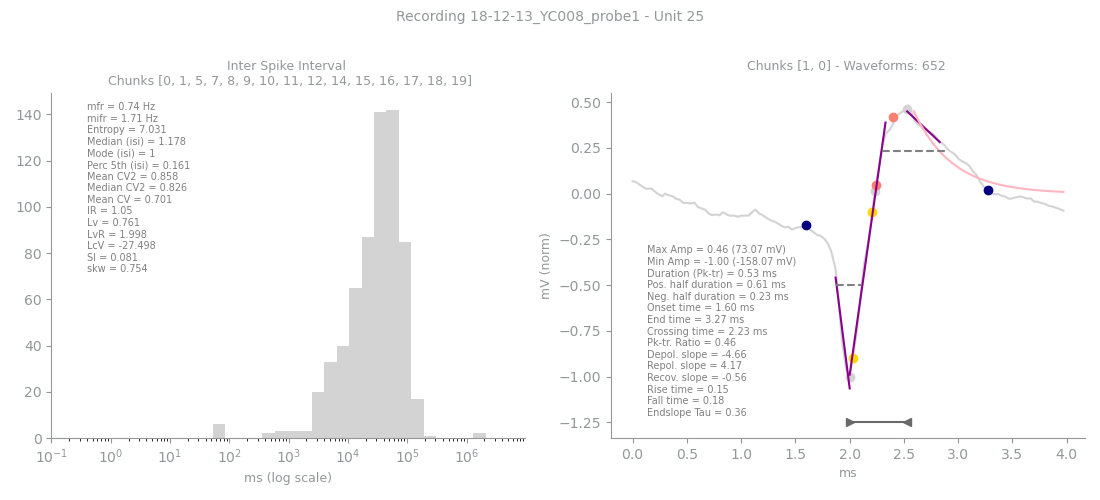 Recording 18-12-13_YC008_probe1 - Unit 25
Inter Spike Interval
Chunks [0, 1, 5, 7, 8, 9, 10, 11, 12, 14, 15, 16, 17, 18, 19]
140
120
100
80
60
40
20
0
mfr = 0.74 Hz
mifr = 1.71 Hz
Entropy = 7.031
Median (isi) = 1.178
Mode (isi) = 1
Perc 5th (isi) = 0.161
Mean CV2 = 0.858
Median CV2 = 0.826
Mean CV = 0.701
IR = 1.05
Lv = 0.761
LvR = 1.998
LcV = -27.498
SI = 0.081
skw = 0.754
10⁻¹ 10⁰ 10¹ 10² 10³ 10⁴ 10⁵ 10⁶
ms (log scale)
Chunks [1, 0] - Waveforms: 652
mV (norm)
0.50
0.25
0.00
−0.25
−0.50
−0.75
−1.00
−1.25
Max Amp = 0.46 (73.07 mV)
Min Amp = -1.00 (-158.07 mV)
Duration (Pk-tr) = 0.53 ms
Pos. half duration = 0.61 ms
Neg. half duration = 0.23 ms
Onset time = 1.60 ms
End time = 3.27 ms
Crossing time = 2.23 ms
Pk-tr. Ratio = 0.46
Depol. slope = -4.66
Repol. slope = 4.17
Recov. slope = -0.56
Rise time = 0.15
Fall time = 0.18
Endslope Tau = 0.36
0.0 0.5 1.0 1.5 2.0 2.5 3.0 3.5 4.0
ms